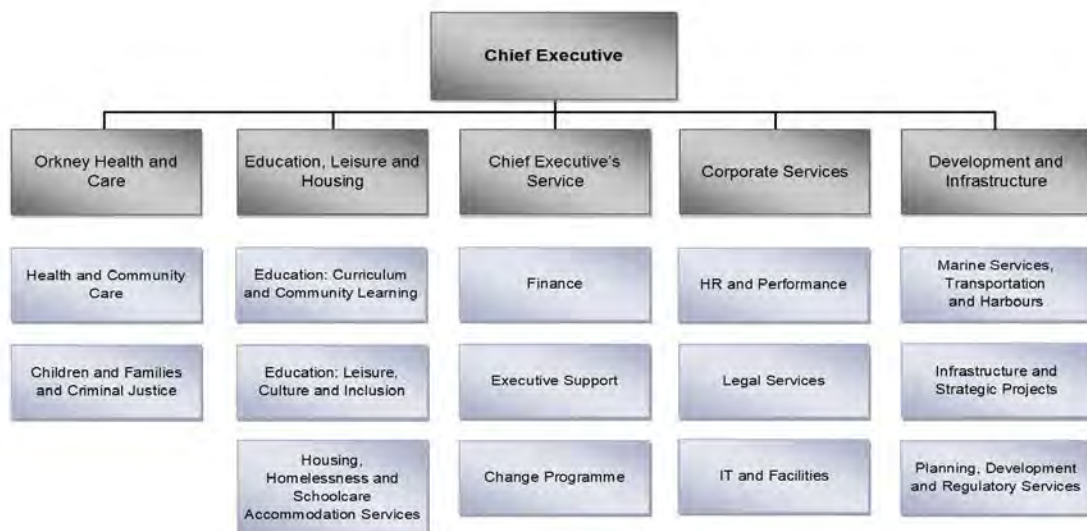 Chief Executive
Orkney Health and
Care
Education, Leisure and
Housing
Chief Executive's
Service
Corporate Services
Development and
Infrastructure
Health and Community
Care
Education: Curriculum
and Community Learning
Finance
HR and Performance
Marine Services,
Transportation
and Harbours
Children and Families
and Criminal Justice
Education: Leisure,
Culture and Inclusion
Executive Support
Legal Services
Infrastructure and
Strategic Projects
Housing,
Homelessness and
Schoolcare
Accommodation Services
Change Programme
IT and Facilities
Planning, Development
and Regulatory Services